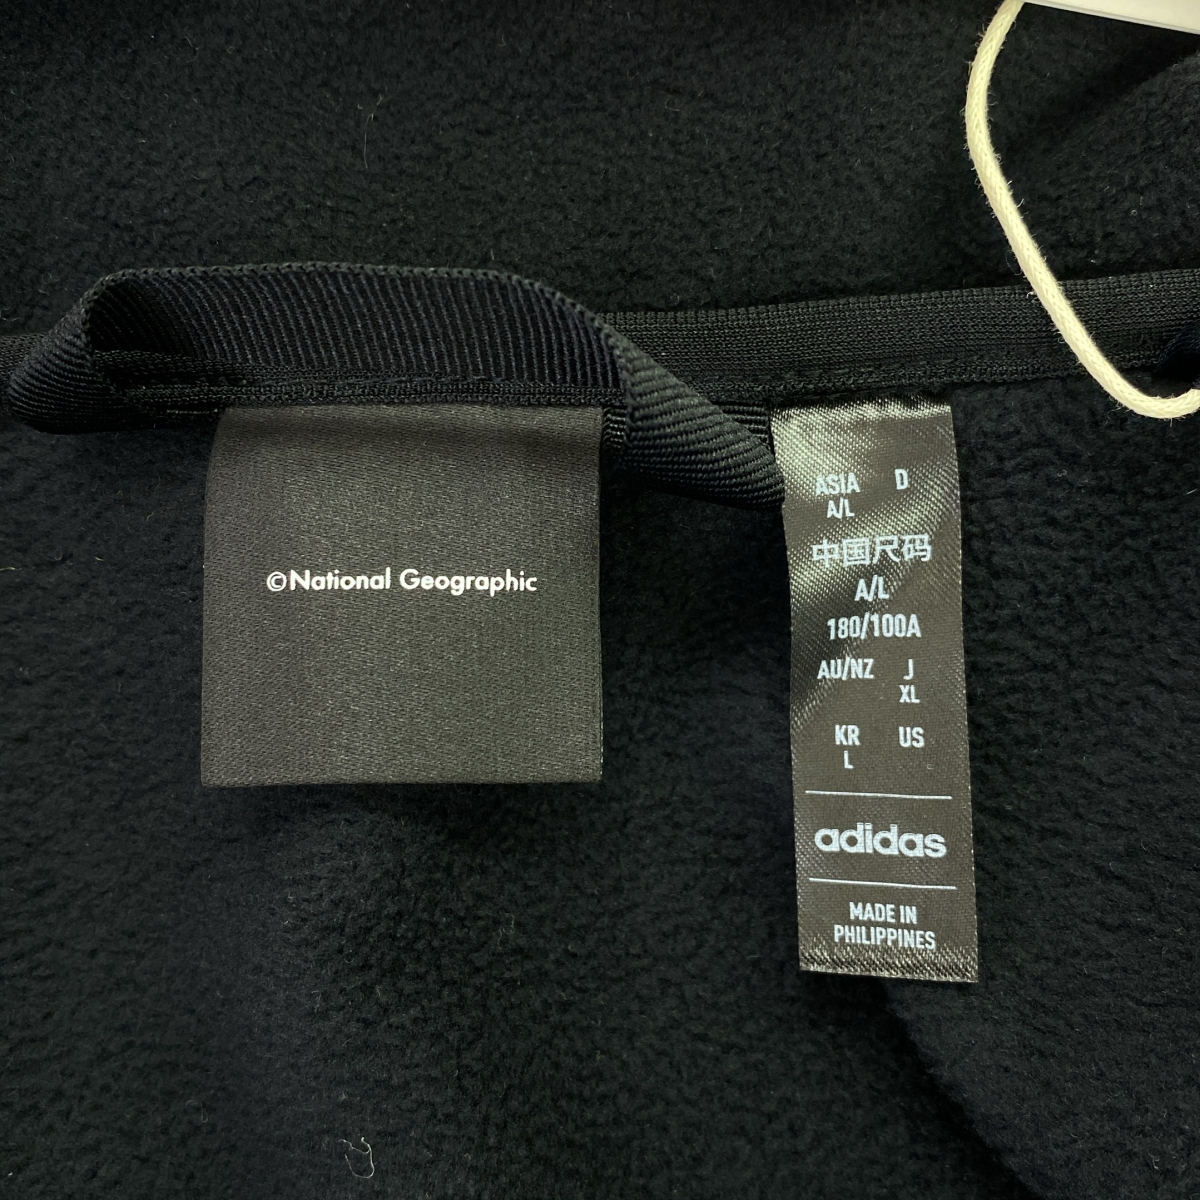 ©National Geographic
ASIA D
A/L
中国尺码
A/L
180/100A
AU/NZ J
XL
KR US
L
adidas
MADE IN
PHILIPPINES